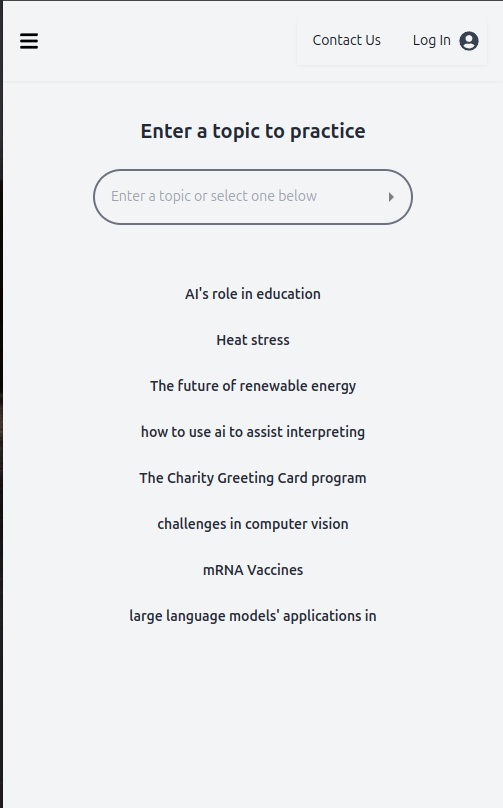 Contact Us
Log In
Enter a topic to practice
Enter a topic or select one below
AI's role in education
Heat stress
The future of renewable energy
how to use ai to assist interpreting
The Charity Greeting Card program
challenges in computer vision
mRNA Vaccines
large language models' applications in